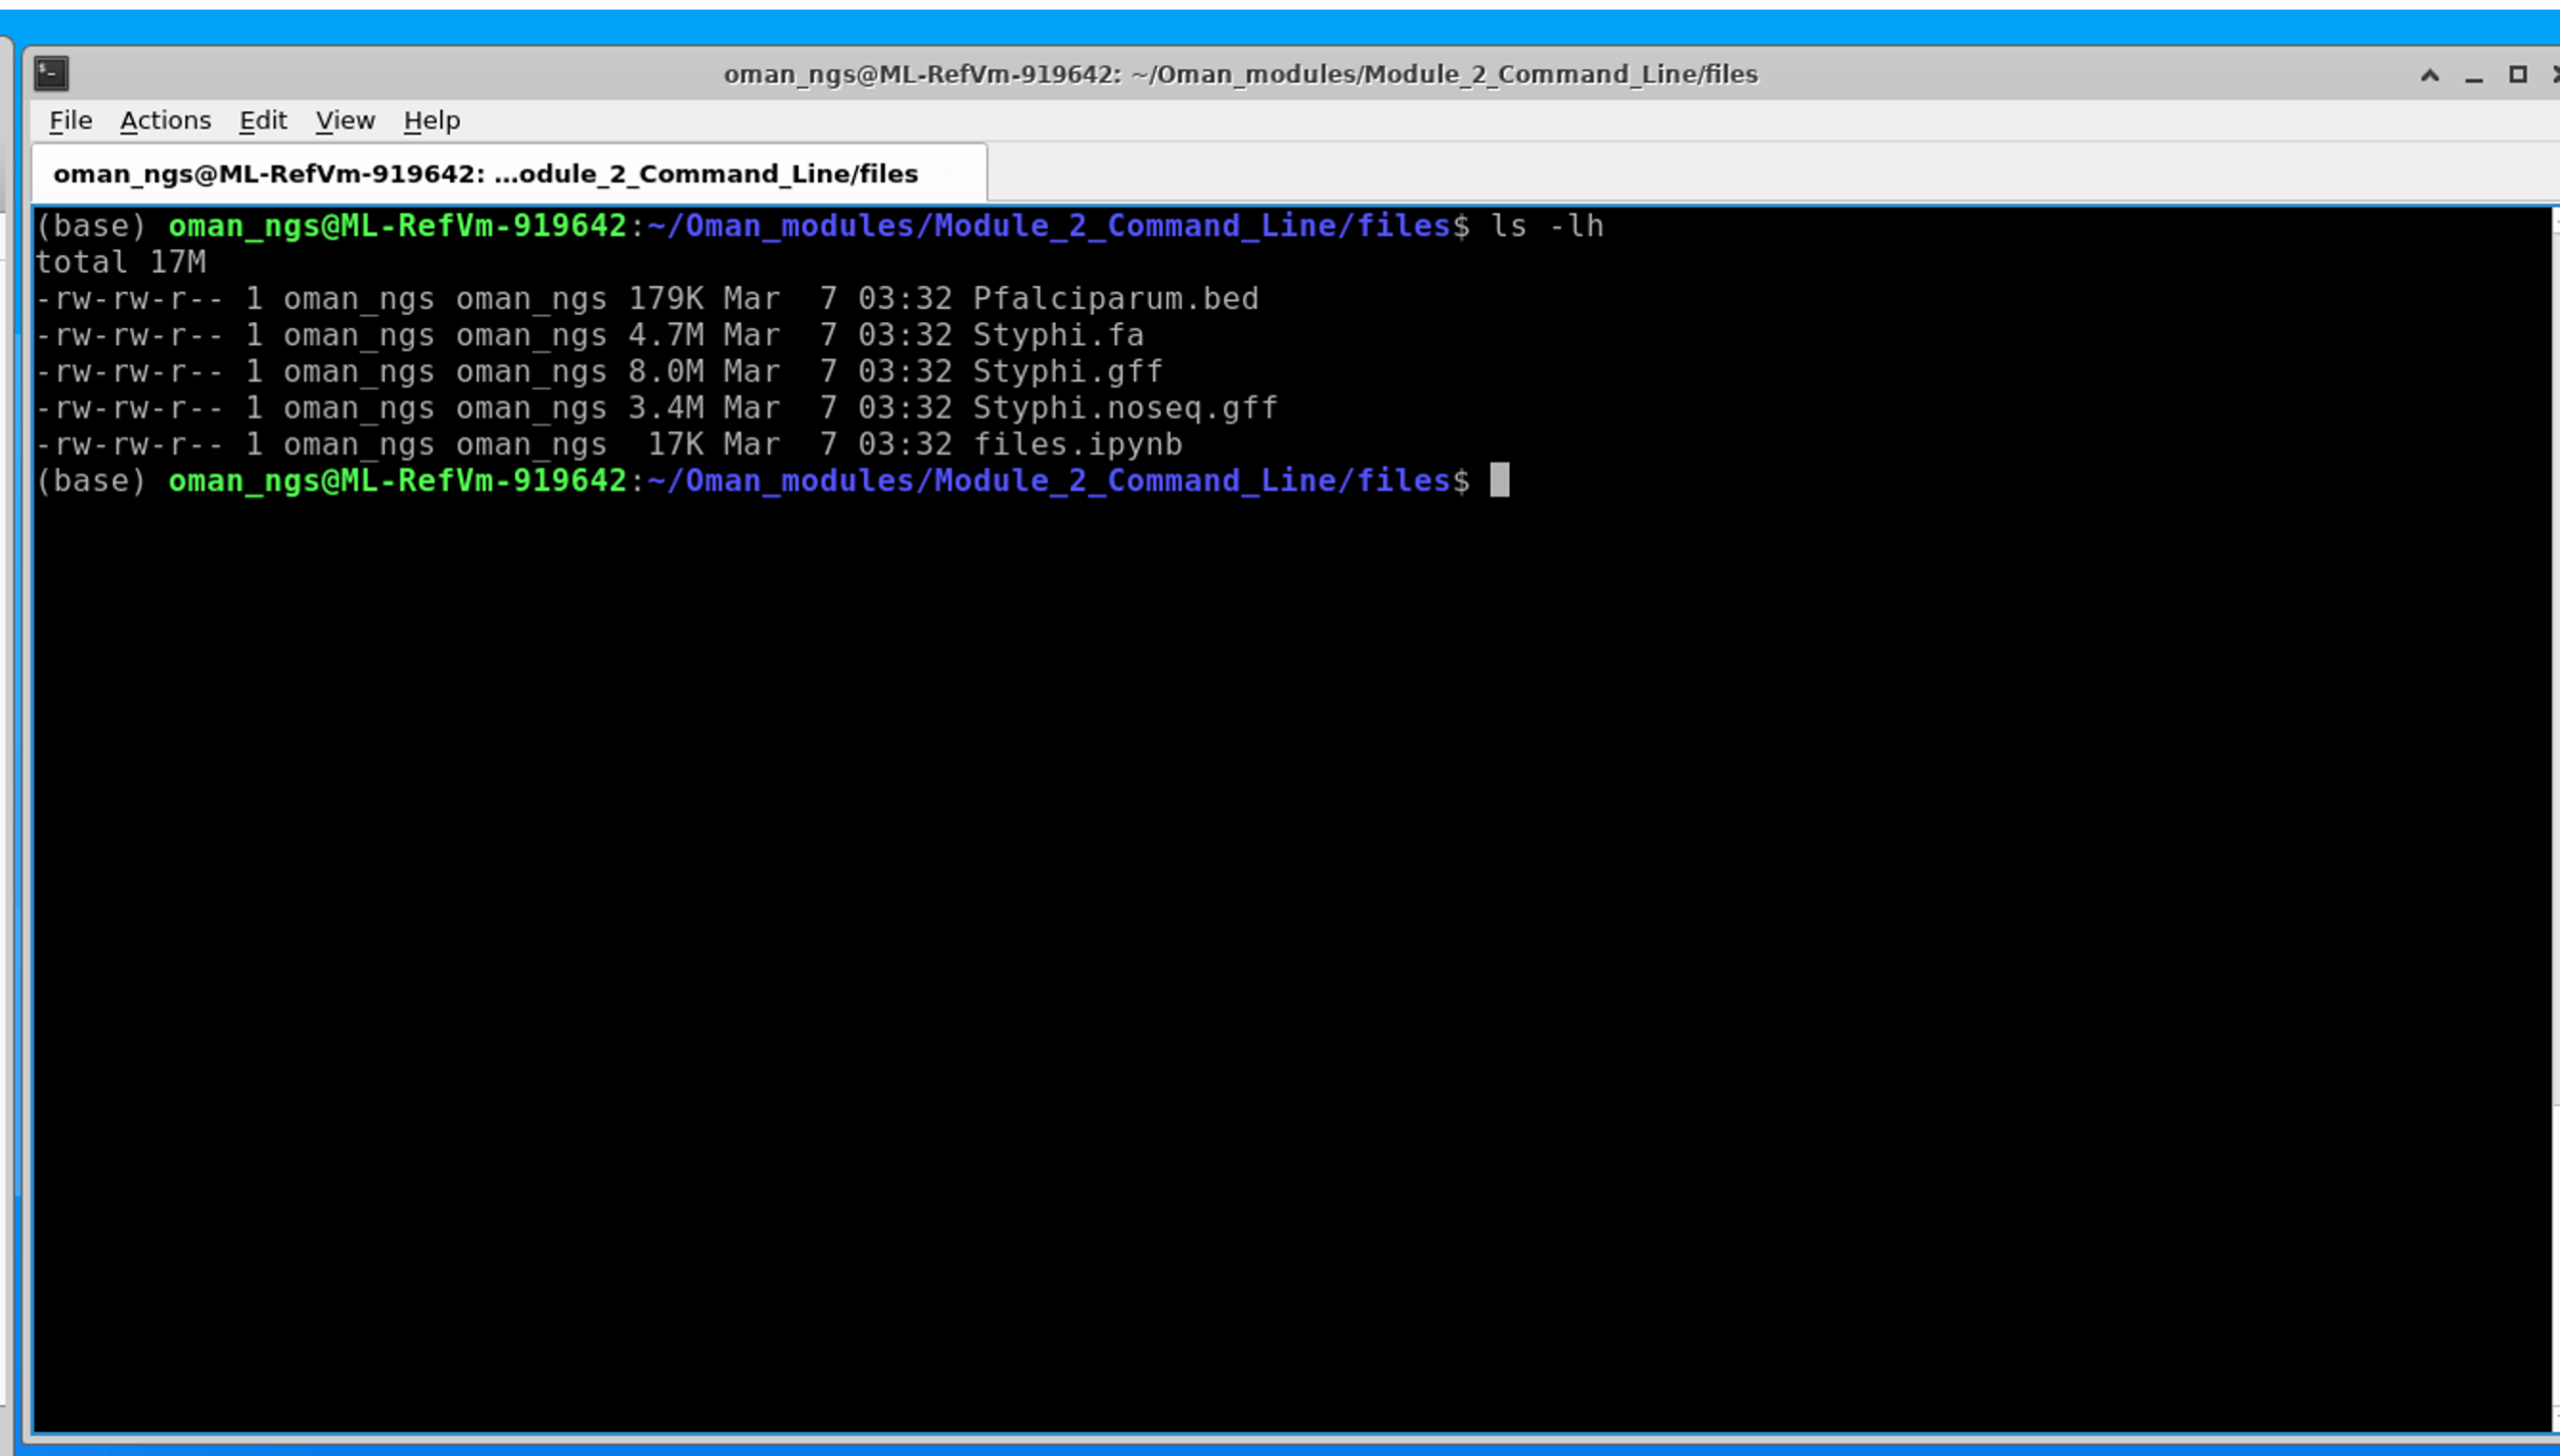 oman_ngs@ML-RefVm-919642: ~/Oman_modules/Module_2_Command_Line/files
File Actions Edit View Help
oman_ngs@ML-RefVm-919642: ...odule_2_Command_Line/files
(base) oman_ngs@ML-RefVm-919642:~/Oman_modules/Module_2_Command_Line/files$ ls -lh
total 17M
-rw-rw-r-- 1 oman_ngs oman_ngs 179K Mar  7 03:32 Pfalciparum.bed
-rw-rw-r-- 1 oman_ngs oman_ngs 4.7M Mar  7 03:32 Styphi.fa
-rw-rw-r-- 1 oman_ngs oman_ngs 8.0M Mar  7 03:32 Styphi.gff
-rw-rw-r-- 1 oman_ngs oman_ngs 3.4M Mar  7 03:32 Styphi.noseq.gff
-rw-rw-r-- 1 oman_ngs oman_ngs  17K Mar  7 03:32 files.ipynb
(base) oman_ngs@ML-RefVm-919642:~/Oman_modules/Module_2_Command_Line/files$